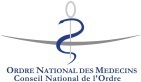 ORDRE NATIONAL DES MEDECINS
Conseil National de l'Ordre